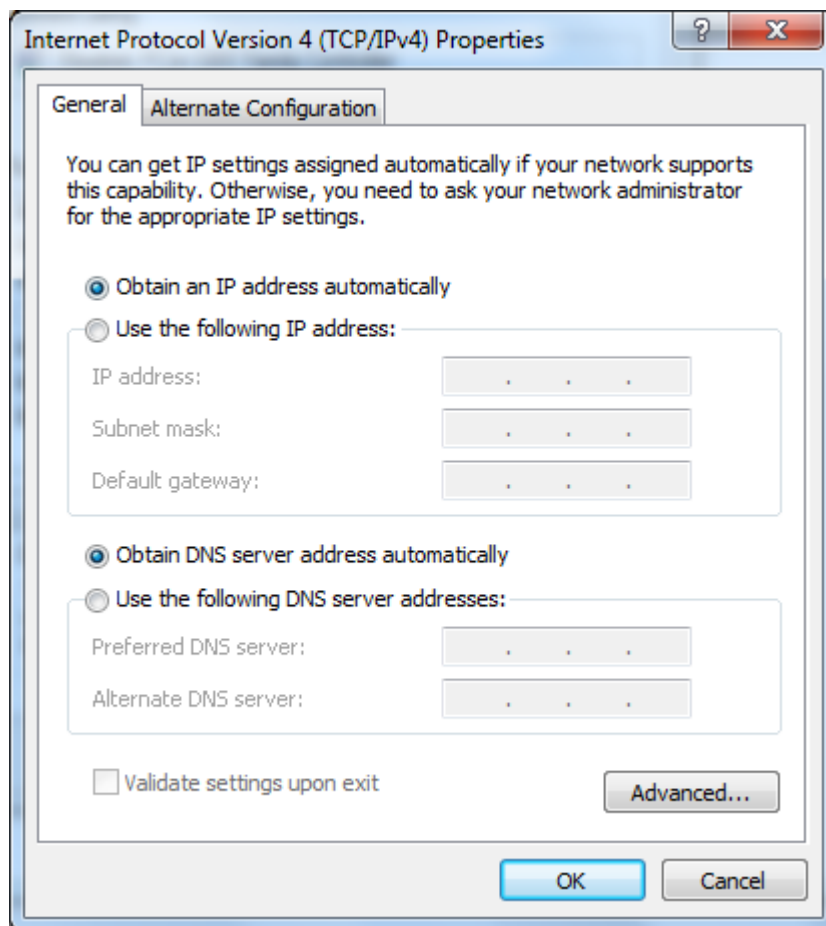 Internet Protocol Version 4 (TCP/IPv4) Properties
General
Alternate Configuration
You can get IP settings assigned automatically if your network supports
this capability. Otherwise, you need to ask your network administrator
for the appropriate IP settings.
Obtain an IP address automatically
Use the following IP address:
IP address: . . .
Subnet mask: . . .
Default gateway: . . .
Obtain DNS server address automatically
Use the following DNS server addresses:
Preferred DNS server: . . .
Alternate DNS server: . . .
Validate settings upon exit
Advanced...
OK
Cancel